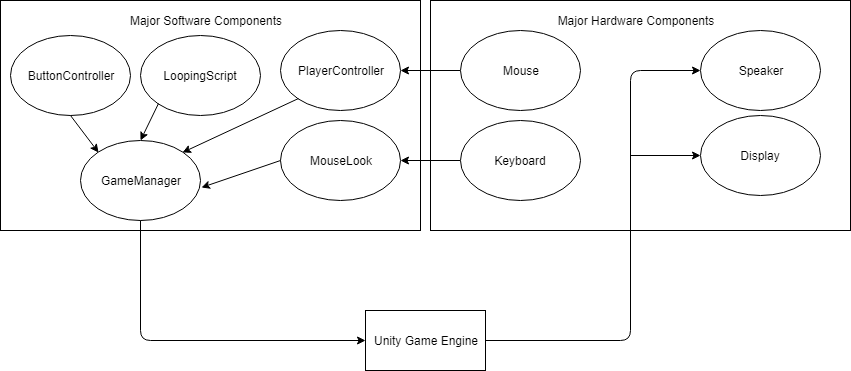 Major Software Components
Major Hardware Components
ButtonController
LoopingScript
PlayerController
Mouse
Speaker
GameManager
MouseLook
Keyboard
Display
Unity Game Engine